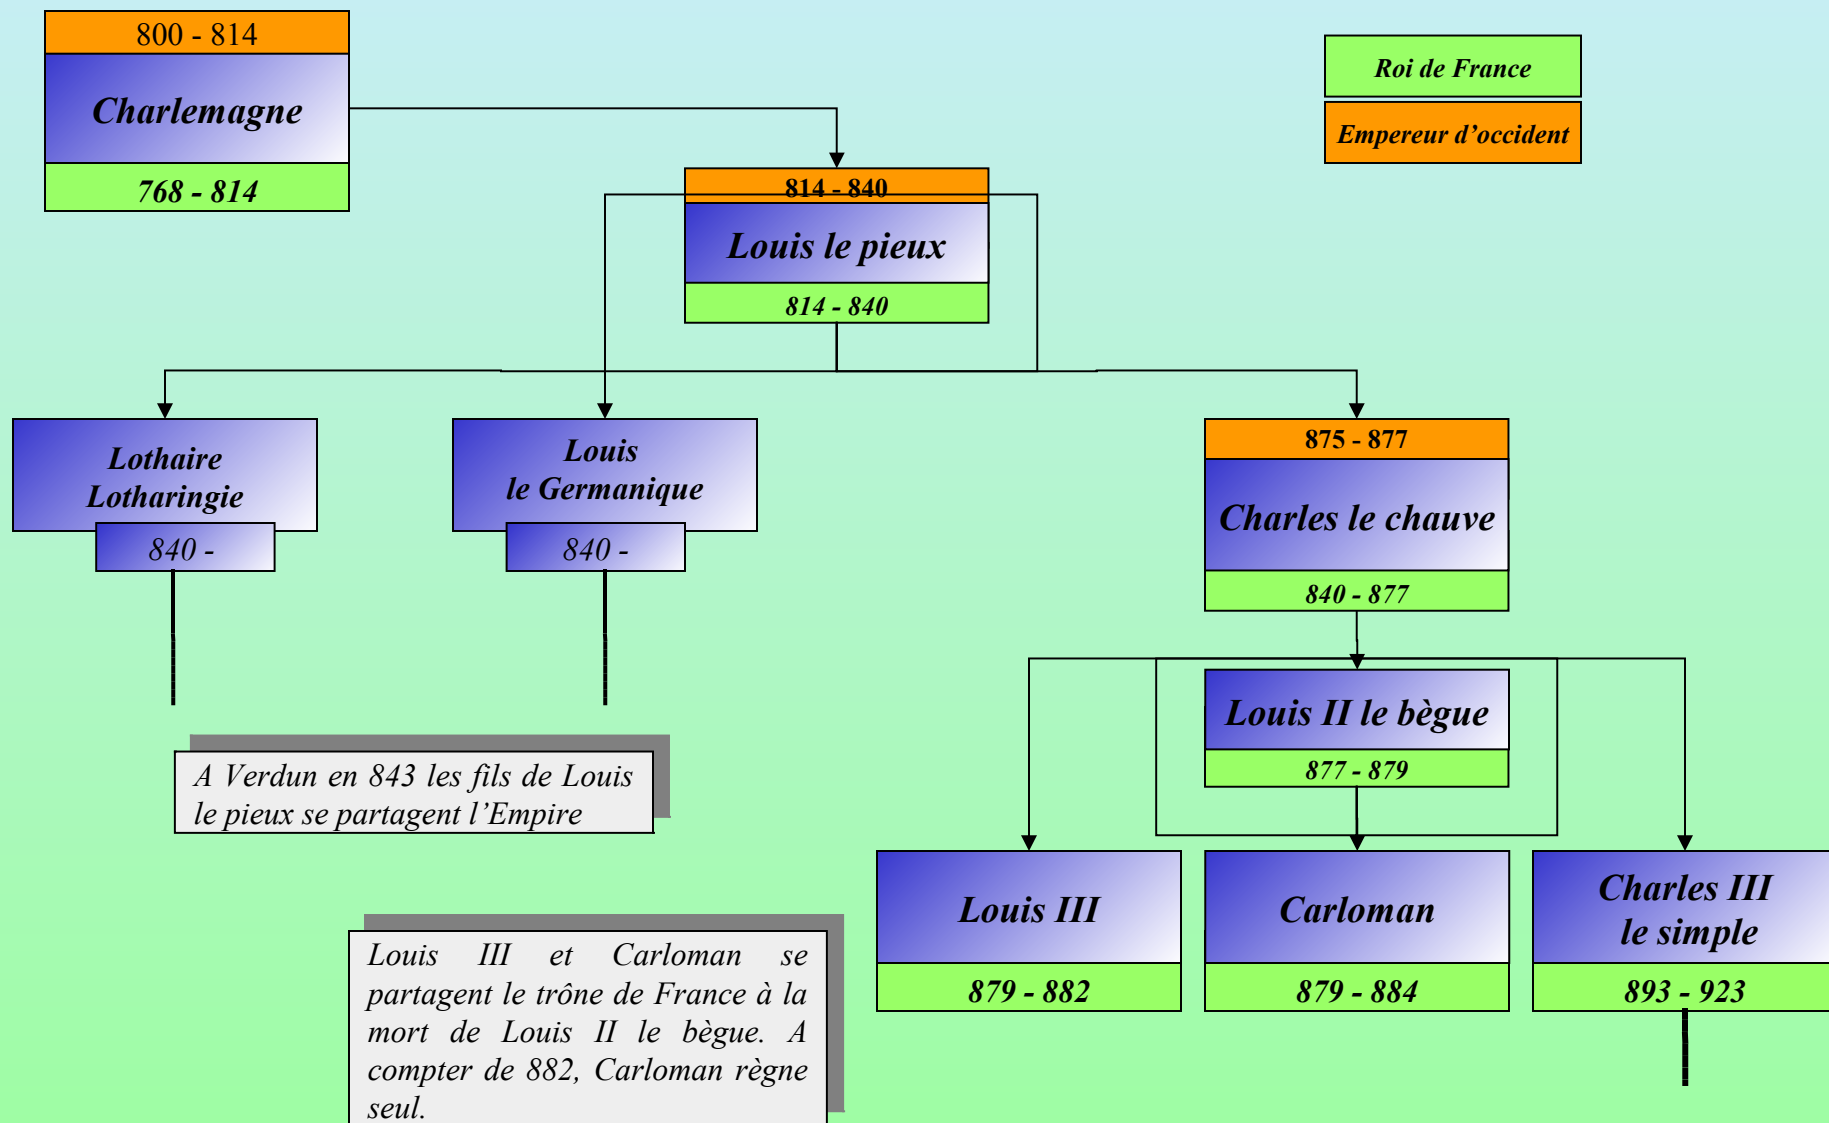 800 - 814
Charlemagne
768 - 814
Roi de France
Empereur d’occident
814 - 840
Louis le pieux
814 - 840
Lothaire
Lotharingie
840 -
Louis
le Germanique
840 -
875 - 877
Charles le chauve
840 - 877
Louis II le bègue
877 - 879
A Verdun en 843 les fils de Louis
le pieux se partagent l’Empire
Louis III
879 - 882
Carloman
879 - 884
Charles III
le simple
893 - 923
Louis III et Carloman se
partagent le trône de France à la
mort de Louis II le bègue. A
compter de 882, Carloman règne
seul.